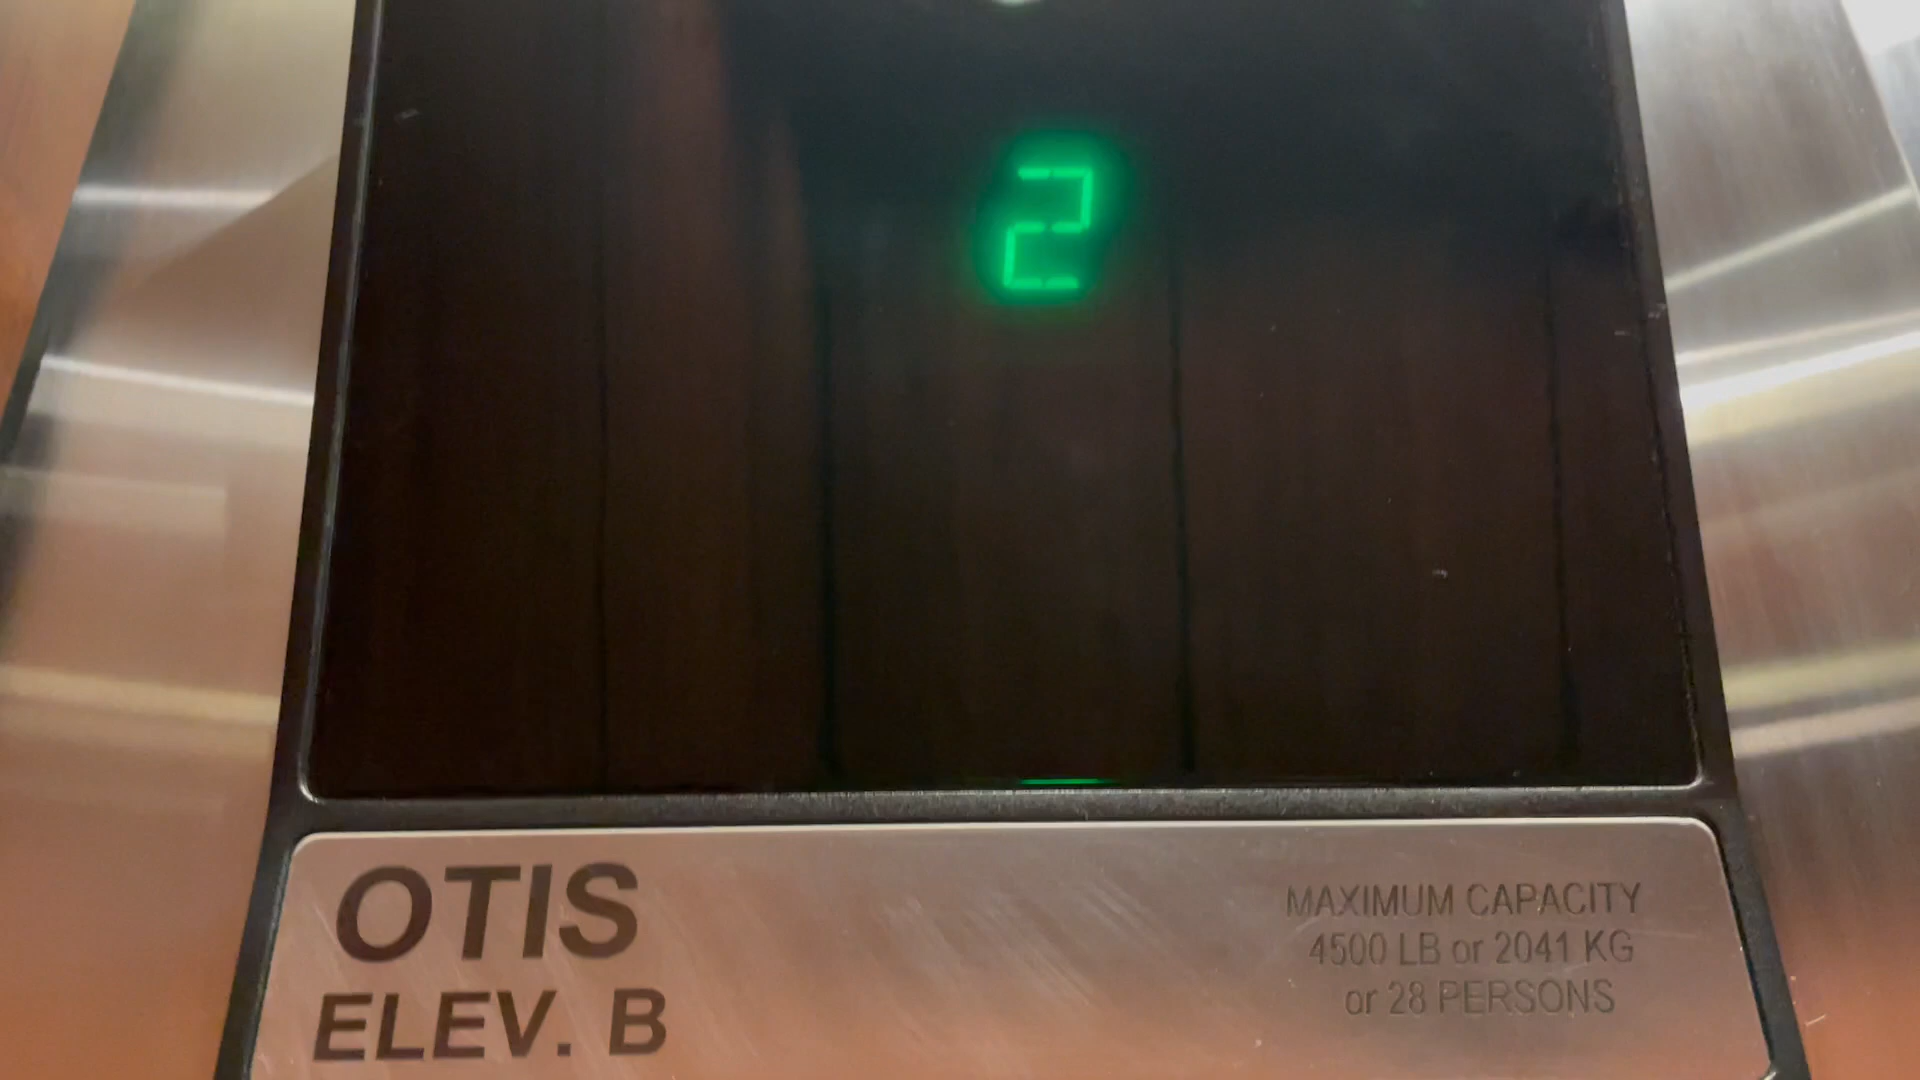 2
OTIS
ELEV. B
MAXIMUM CAPACITY
4500 LB or 2041 KG
or 28 PERSONS